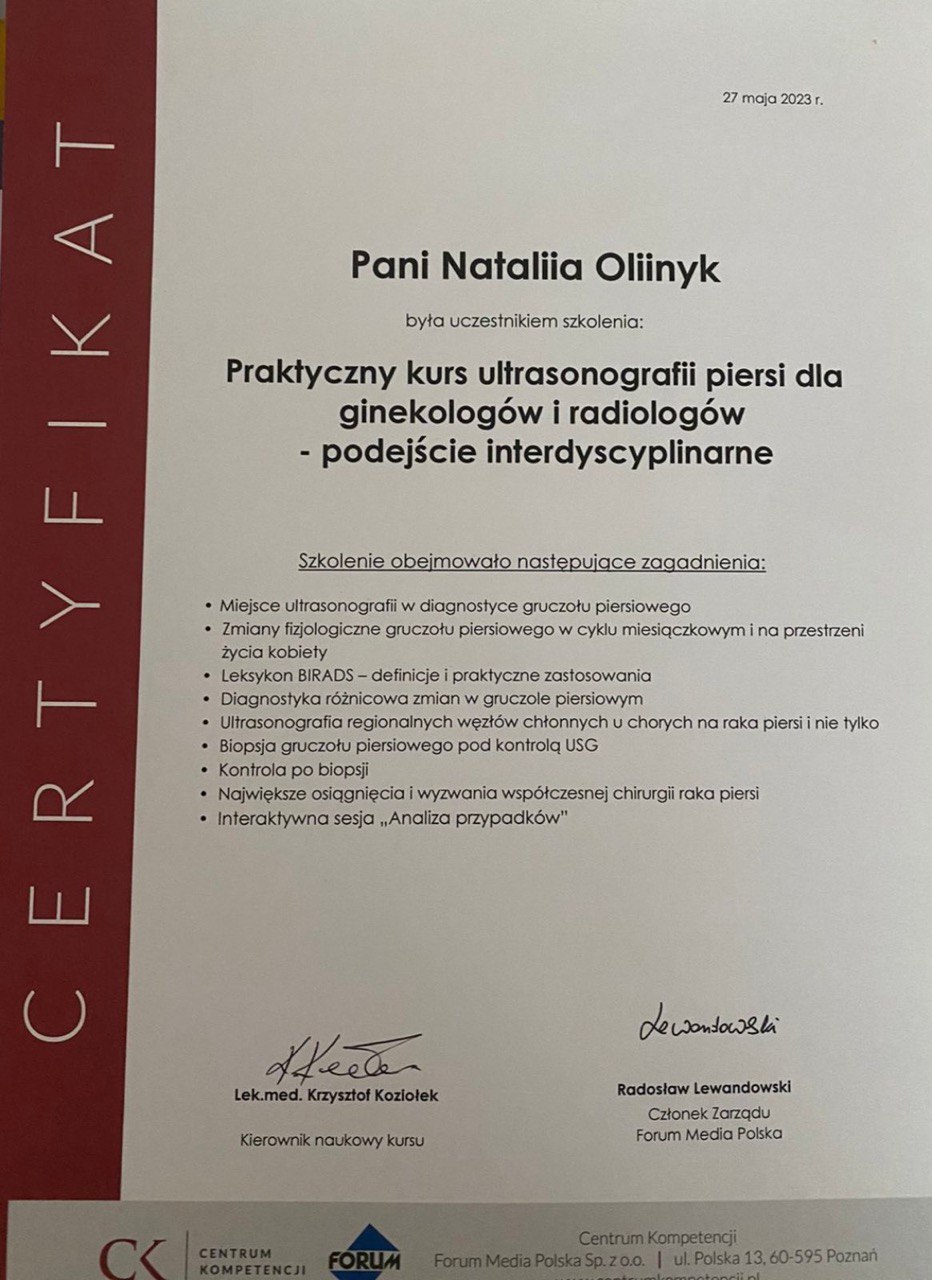 CERTYFIKAT
27 maja 2023 r.
Pani Nataliia Oliinyk
była uczestnikiem szkolenia:
Praktyczny kurs ultrasonografii piersi dla
ginekologów i radiologów
- podejście interdyscyplinarne
Szkolenie obejmowało następujące zagadnienia:
• Miejsce ultrasonografii w diagnostyce gruczołu piersiowego
• Zmiany fizjologiczne gruczołu piersiowego w cyklu miesiączkowym i na przestrzeni
życia kobiety
• Leksykon BIRADS – definicje i praktyczne zastosowania
• Diagnostyka różnicowa zmian w gruczole piersiowym
• Ultrasonografia regionalnych węzłów chłonnych u chorych na raka piersi i nie tylko
• Biopsja gruczołu piersiowego pod kontrolą USG
• Kontrola po biopsji
• Największe osiągnięcia i wyzwania współczesnej chirurgii raka piersi
• Interaktywna sesja „Analiza przypadków”
Lewandowski
Lek.med. Krzysztof Koziołek
Kierownik naukowy kursu
Radosław Lewandowski
Członek Zarządu
Forum Media Polska
CK
CENTRUM
KOMPETENCJI
FORUM
Centrum Kompetencji
Forum Media Polska Sp. z o.o. | ul. Polska 13, 60-595 Poznań